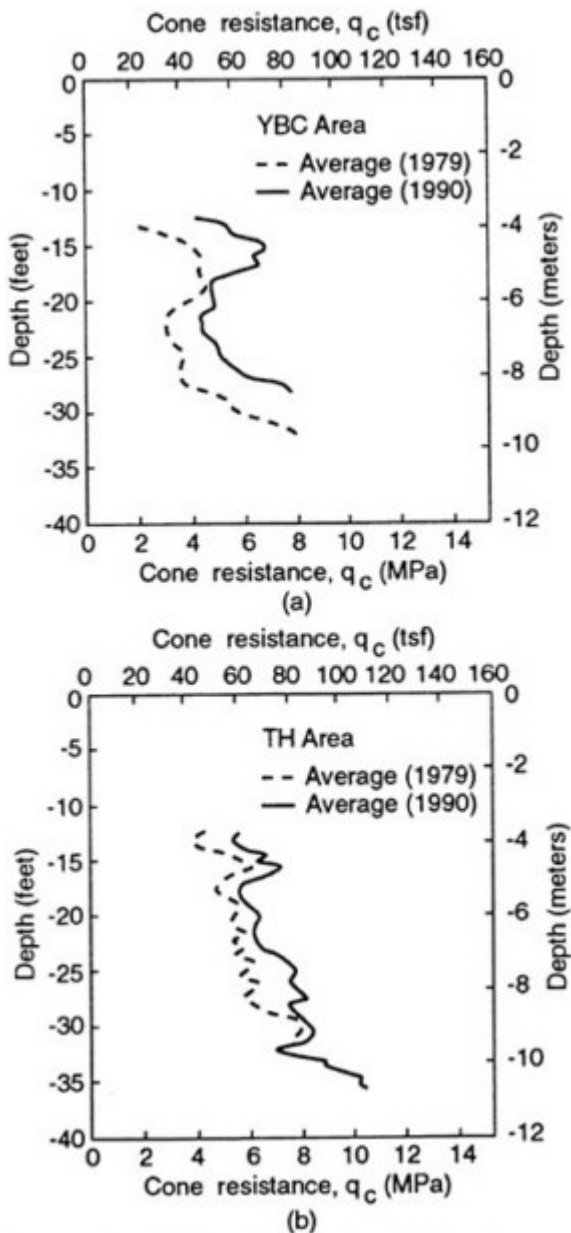 Cone resistance, qc (tsf)
0 20 40 60 80 100 120 140 160
0 0
YBC Area
Average (1979)
Average (1990)
-5
-10
-15
-20
-25
-30
-35
-40
Depth (feet)
-2
-4
-6
-8
-10
-12
Depth (meters)
0 2 4 6 8 10 12 14
Cone resistance, qc (MPa)
(a)
Cone resistance, qc (tsf)
0 20 40 60 80 100 120 140 160
0 0
TH Area
Average (1979)
Average (1990)
-5
-10
-15
-20
-25
-30
-35
-40
Depth (feet)
-2
-4
-6
-8
-10
-12
Depth (meters)
0 2 4 6 8 10 12 14
Cone resistance, qc (MPa)
(b)